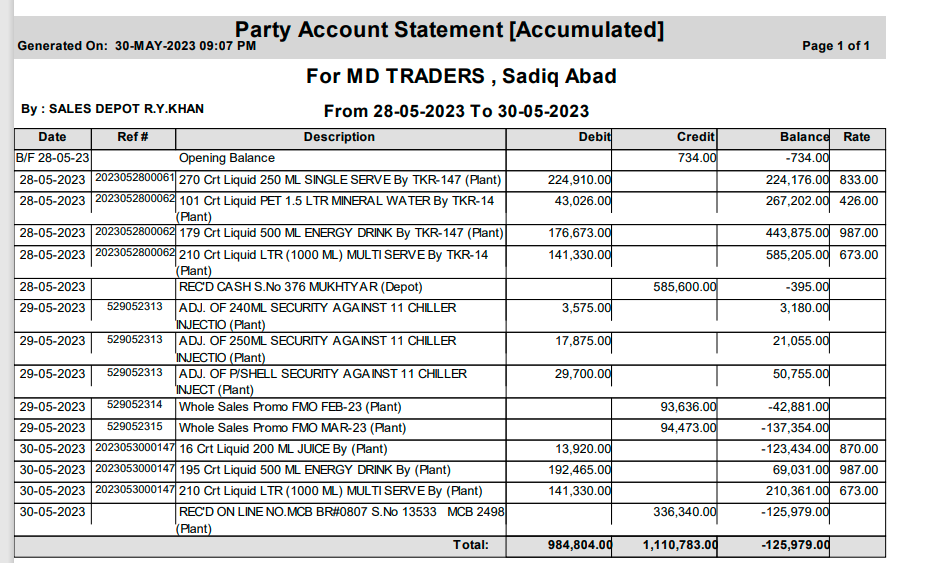 Party Account Statement [Accumulated]
Generated On: 30-MAY-2023 09:07 PM Page 1 of 1
For MD TRADERS , Sadiq Abad
By : SALES DEPOT R.Y.KHAN From 28-05-2023 To 30-05-2023
Date Ref # Description Debit Credit Balance Rate
B/F 28-05-23 Opening Balance 734.00 -734.00
28-05-2023 2023052800061 270 Crt Liquid 250 ML SINGLE SERVE By TKR-147 (Plant) 224,910.00 224,176.00 833.00
28-05-2023 2023052800062 101 Crt Liquid PET 1.5 LTR MINERAL WATER By TKR-14 43,026.00 267,202.00 426.00
(Plant)
28-05-2023 2023052800062 179 Crt Liquid 500 ML ENERGY DRINK By TKR-147 (Plant) 176,673.00 443,875.00 987.00
28-05-2023 2023052800062 210 Crt Liquid LTR (1000 ML) MULTI SERVE By TKR-14 141,330.00 585,205.00 673.00
(Plant)
28-05-2023 REC'D CASH S.No 376 MUKHTYAR (Depot) 585,600.00 -395.00
29-05-2023 529052313 ADJ. OF 240ML SECURITY AGAINST 11 CHILLER 3,575.00 3,180.00
INJECTIO (Plant)
29-05-2023 529052313 ADJ. OF 250ML SECURITY AGAINST 11 CHILLER 17,875.00 21,055.00
INJECTIO (Plant)
29-05-2023 529052313 ADJ. OF P/SHELL SECURITY AGAINST 11 CHILLER 29,700.00 50,755.00
INJECT (Plant)
29-05-2023 529052314 Whole Sales Promo FMO FEB-23 (Plant) 93,636.00 -42,881.00
29-05-2023 529052315 Whole Sales Promo FMO MAR-23 (Plant) 94,473.00 -137,354.00
30-05-2023 2023053000147 16 Crt Liquid 200 ML JUICE By (Plant) 13,920.00 -123,434.00 870.00
30-05-2023 2023053000147 195 Crt Liquid 500 ML ENERGY DRINK By (Plant) 192,465.00 69,031.00 987.00
30-05-2023 2023053000147 210 Crt Liquid LTR (1000 ML) MULTI SERVE By (Plant) 141,330.00 210,361.00 673.00
30-05-2023 REC'D ON LINE NO.MCB BR#0807 S.No 13533 MCB 2498 336,340.00 -125,979.00
(Plant)
Total: 984,804.00 1,110,783.00 -125,979.00